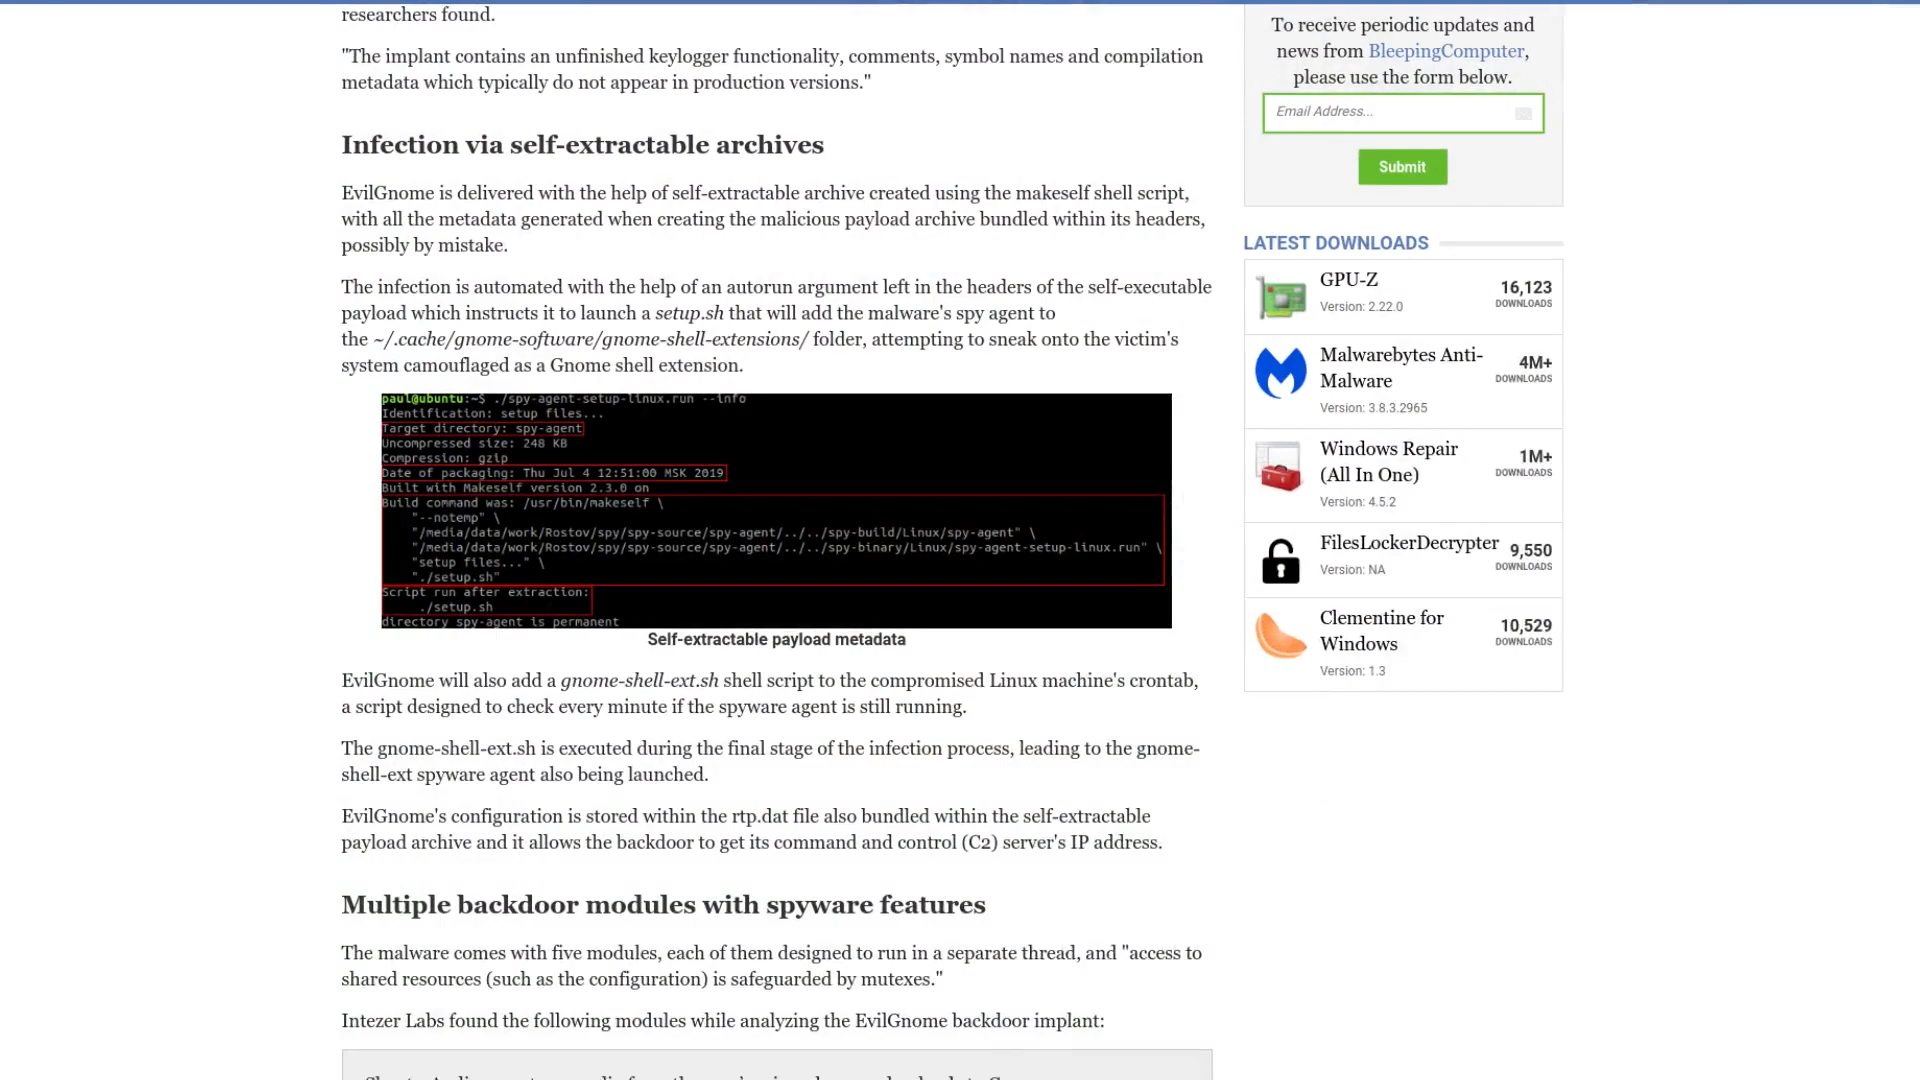 researchers found.
"The implant contains an unfinished keylogger functionality, comments, symbol names and compilation
metadata which typically do not appear in production versions."
Infection via self-extractable archives
EvilGnome is delivered with the help of self-extractable archive created using the makeself shell script,
with all the metadata generated when creating the malicious payload archive bundled within its headers,
possibly by mistake.
The infection is automated with the help of an autorun argument left in the headers of the self-executable
payload which instructs it to launch a setup.sh that will add the malware's spy agent to
the ~/.cache/gnome-software/gnome-shell-extensions/ folder, attempting to sneak onto the victim's
system camouflaged as a Gnome shell extension.
paul@ubuntu:~$ ./spy-agent-setup-linux.run --info
Identification: setup files...
Target directory: spy-agent
Uncompressed size: 248 KB
Compression: gzip
Date of packaging: Thu Jul 4 12:51:00 MSK 2019
Built with Makeself version 2.3.0 on
Build command was: /usr/bin/makeself \
"--notemp" \
"/media/data/work/Rostov/spy/spy-source/spy-agent/../../spy-build/Linux/spy-agent" \
"/media/data/work/Rostov/spy/spy-source/spy-agent/../../spy-binary/Linux/spy-agent-setup-linux.run" \
"setup files..." \
"./setup.sh"
Script run after extraction:
./setup.sh
directory spy-agent is permanent
Self-extractable payload metadata
EvilGnome will also add a gnome-shell-ext.sh shell script to the compromised Linux machine's crontab,
a script designed to check every minute if the spyware agent is still running.
The gnome-shell-ext.sh is executed during the final stage of the infection process, leading to the gnome-
shell-ext spyware agent also being launched.
EvilGnome's configuration is stored within the rtp.dat file also bundled within the self-extractable
payload archive and it allows the backdoor to get its command and control (C2) server's IP address.
Multiple backdoor modules with spyware features
The malware comes with five modules, each of them designed to run in a separate thread, and "access to
shared resources (such as the configuration) is safeguarded by mutexes."
Intezer Labs found the following modules while analyzing the EvilGnome backdoor implant:
To receive periodic updates and
news from BleepingComputer,
please use the form below.
Email Address...
Submit
LATEST DOWNLOADS
GPU-Z
Version: 2.22.0
16,123
DOWNLOADS
Malwarebytes Anti-
Malware
Version: 3.8.3.2965
4M+
DOWNLOADS
Windows Repair
(All In One)
Version: 4.5.2
1M+
DOWNLOADS
FilesLockerDecrypter
Version: NA
9,550
DOWNLOADS
Clementine for
Windows
Version: 1.3
10,529
DOWNLOADS